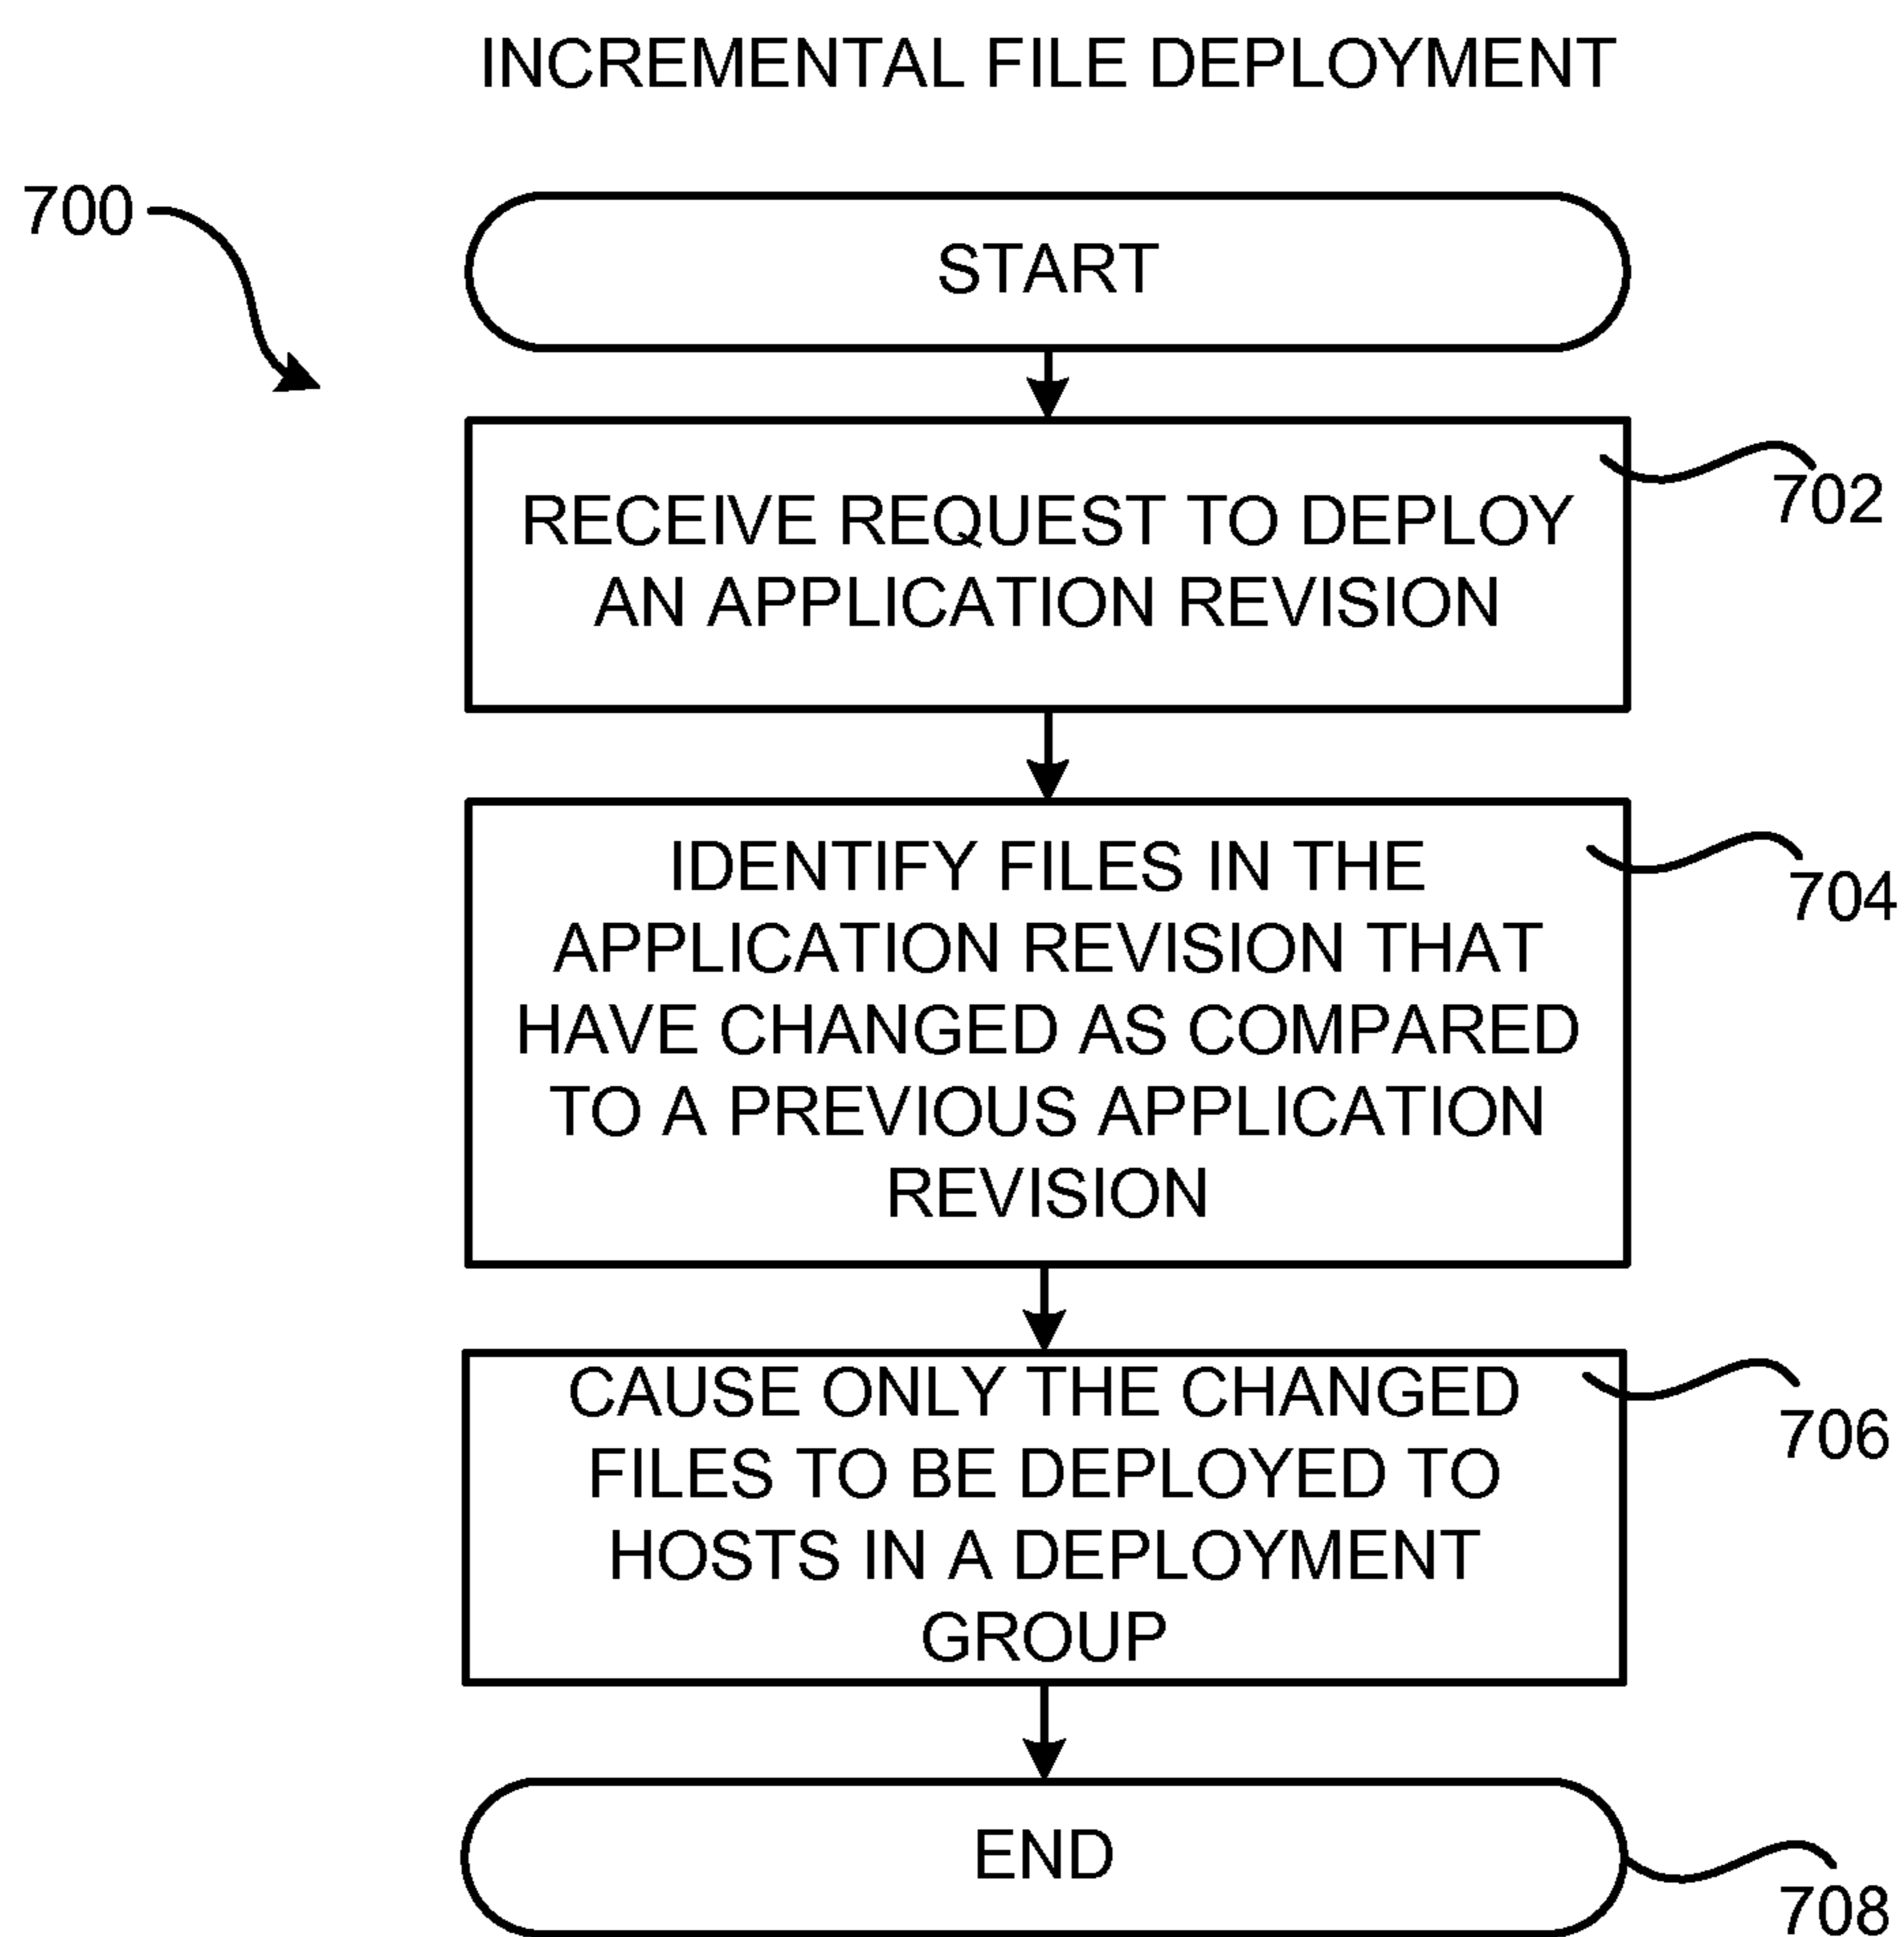 INCREMENTAL FILE DEPLOYMENT
700
START
RECEIVE REQUEST TO DEPLOY
AN APPLICATION REVISION
702
IDENTIFY FILES IN THE
APPLICATION REVISION THAT
HAVE CHANGED AS COMPARED
TO A PREVIOUS APPLICATION
REVISION
704
CAUSE ONLY THE CHANGED
FILES TO BE DEPLOYED TO
HOSTS IN A DEPLOYMENT
GROUP
706
END
708